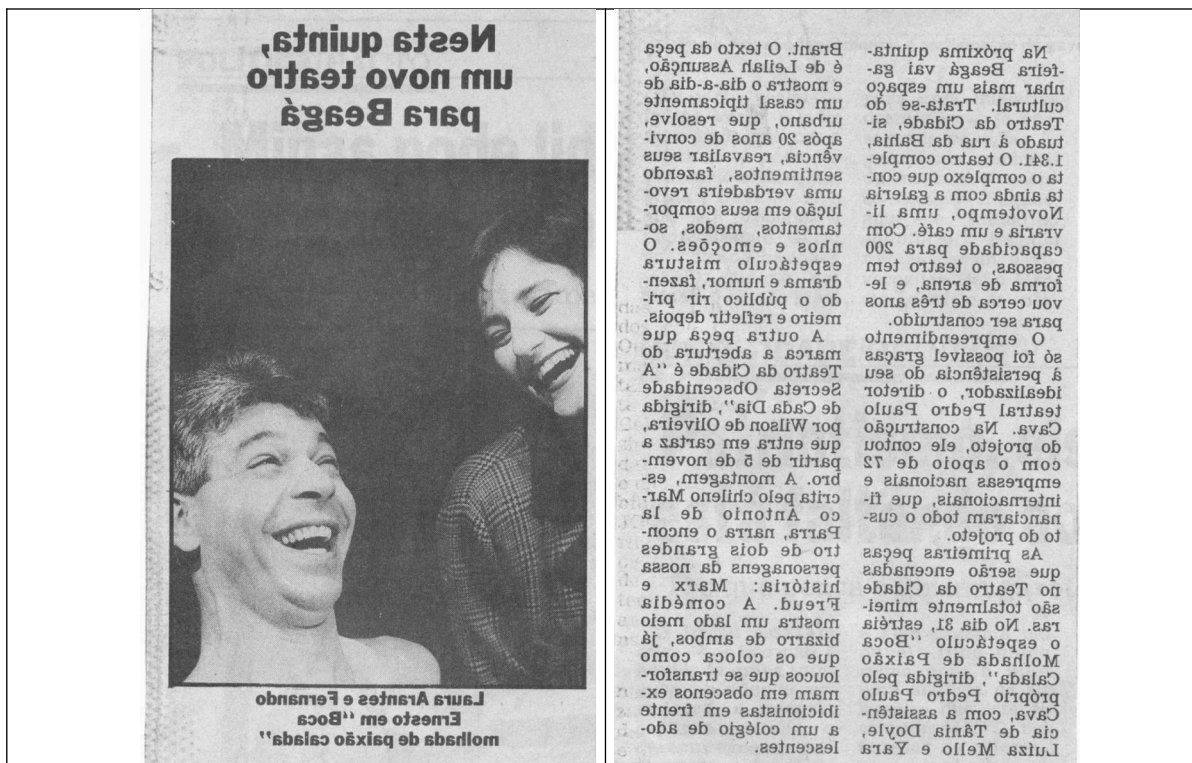 Nesta quinta,
um novo teatro
para Beagá
Laura Arantes e Fernando
Ernesto em "Boca
molhada de paixão calada"
Na próxima quinta-
-feira Beagá vai ga-
nhar mais um espaço
cultural. Trata-se do
Teatro da Cidade, si-
tuado á rua da Bahia,
1.341. O teatro comple-
ta o complexo que con-
ta ainda com a galeria
Novotempo, uma li-
vraria e um café. Com
capacidade para 200
pessoas, o teatro tem
forma de arena, e le-
vou cerca de três anos
para ser construído.
O empreendimento
só foi possível graças
á persistência do seu
idealizador, o diretor
teatral Pedro Paulo
Cava. Na construção
do projeto, ele contou
com o apoio de 72
empresas nacionais e
internacionais, que fi-
nanciaram todo o cus-
to do projeto.
As primeiras peças
que serão encenadas
no Teatro da Cidade
são totalmente minei-
ras. No dia 31, estréia
o espetáculo "Boca
Molhada de Paixão
Calada", dirigida pelo
próprio Pedro Paulo
Cava, com a assistên-
cia de Tânia Doyle,
Luíza Mello e Yara
Brant. O texto da peça
é de Leilah Assunção,
e mostra o dia-a-dia de
um casal tipicamente
urbano, que resolve,
após 20 anos de convi-
vência, reavaliar seus
sentimentos, fazendo
uma verdadeira revo-
lução em seus compor-
tamentos, medos, so-
nhos e emoções. O
espetáculo mistura
drama e humor, fazen-
do o público rir pri-
meiro e refletir depois.
A outra peça que
marca a abertura do
Teatro da Cidade é "A
Secreta Obscenidade
de Cada Dia", dirigida
por Wilson de Oliveira,
que entra em cartaz a
partir de 5 de novem-
bro. A montagem, es-
crita pelo chileno Mar-
co Antonio de la
Parra, narra o encon-
tro de dois grandes
personagens da nossa
história: Marx e
Freud. A comédia
mostra um lado meio
bizarro de ambos, já
que os coloca como
loucos que se transfor-
mam em obscenos ex-
ibicionistas em frente
a um colégio de ado-
lescentes.